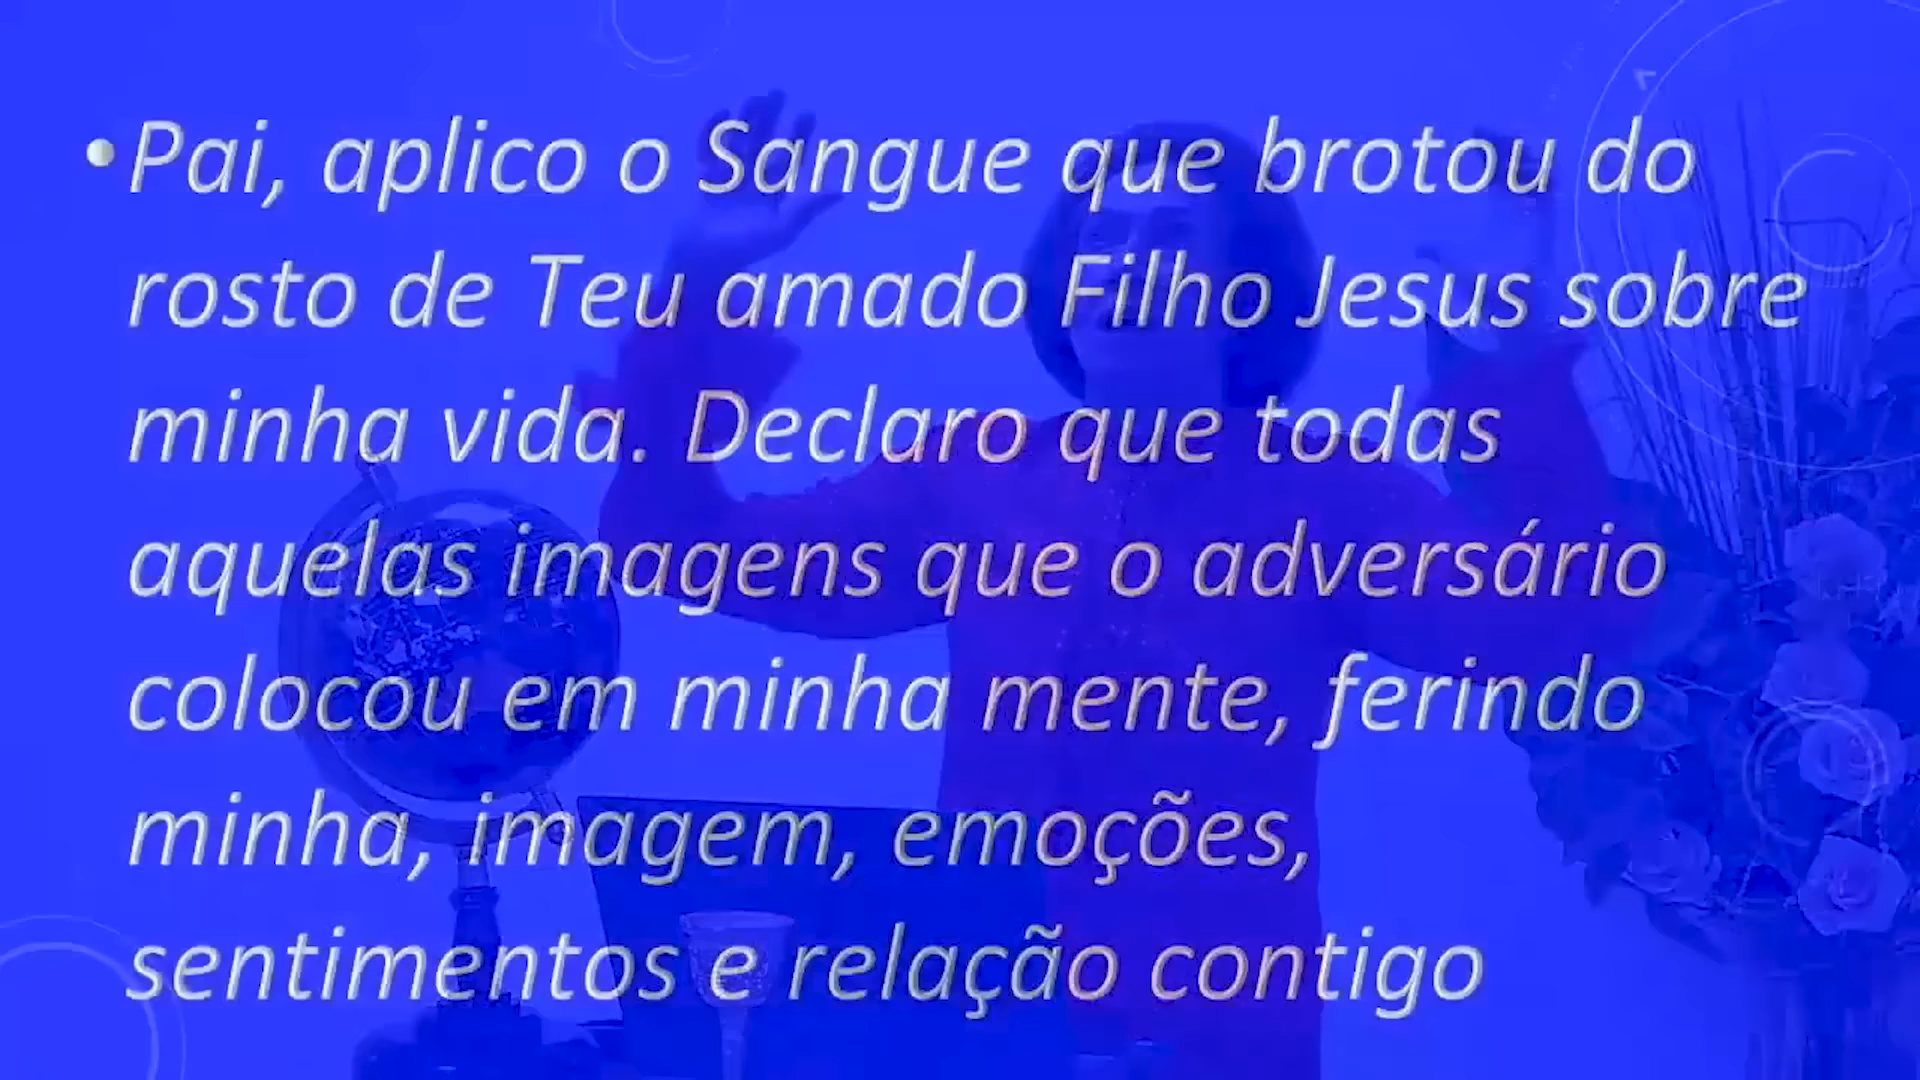 • Pai, aplico o Sangue que brotou do
rosto de Teu amado Filho Jesus sobre
minha vida. Declaro que todas
aquelas imagens que o adversário
colocou em minha mente, ferindo
minha, imagem, emoções,
sentimentos e relação contigo